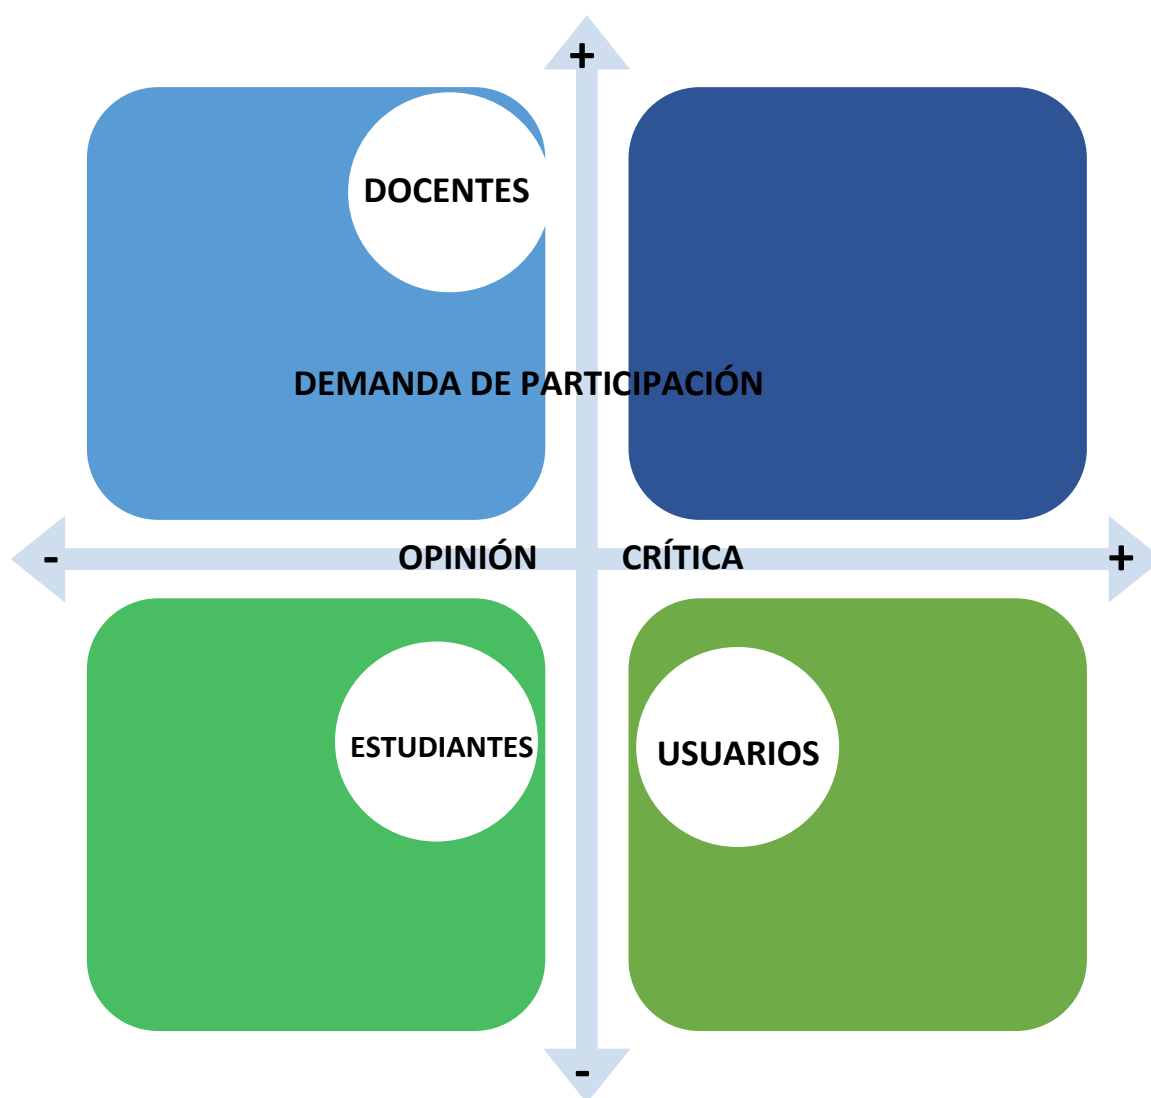 +
DOCENTES
DEMANDA DE PARTICIPACIÓN
- OPINIÓN CRÍTICA +
ESTUDIANTES USUARIOS
-